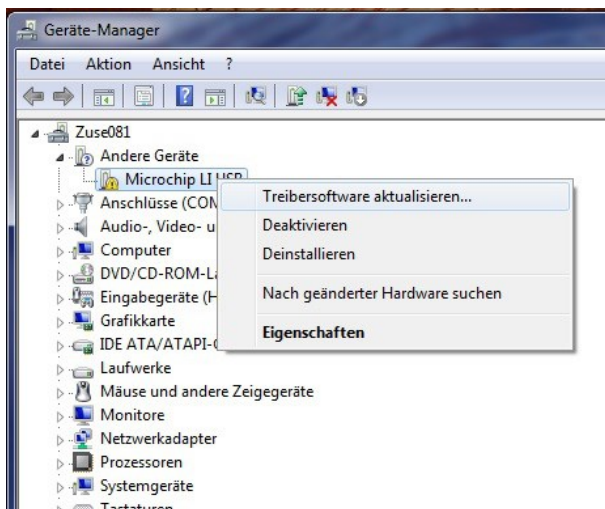 Geräte-Manager
Datei Aktion Ansicht ?
Zuse081
Andere Geräte
Microchip LI USB
Treibersoftware aktualisieren...
Deaktivieren
Deinstallieren
Nach geänderter Hardware suchen
Eigenschaften
Anschlüsse (COM
Audio-, Video- u
Computer
DVD/CD-ROM-La
Eingabegeräte (H
Grafikkarte
IDE ATA/ATAPI-C
Laufwerke
Mäuse und andere Zeigegeräte
Monitore
Netzwerkadapter
Prozessoren
Systemgeräte
Tastaturen